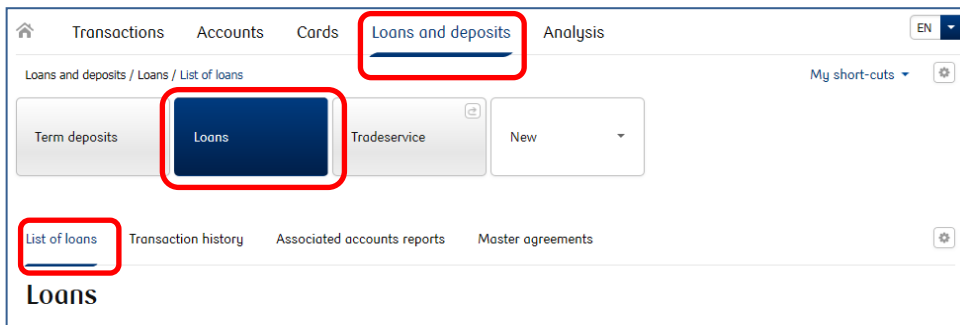 Transactions Accounts Cards Loans and deposits Analysis EN
Loans and deposits / Loans / List of loans My short-cuts
Term deposits Loans Tradeservice New
List of loans Transaction history Associated accounts reports Master agreements
Loans